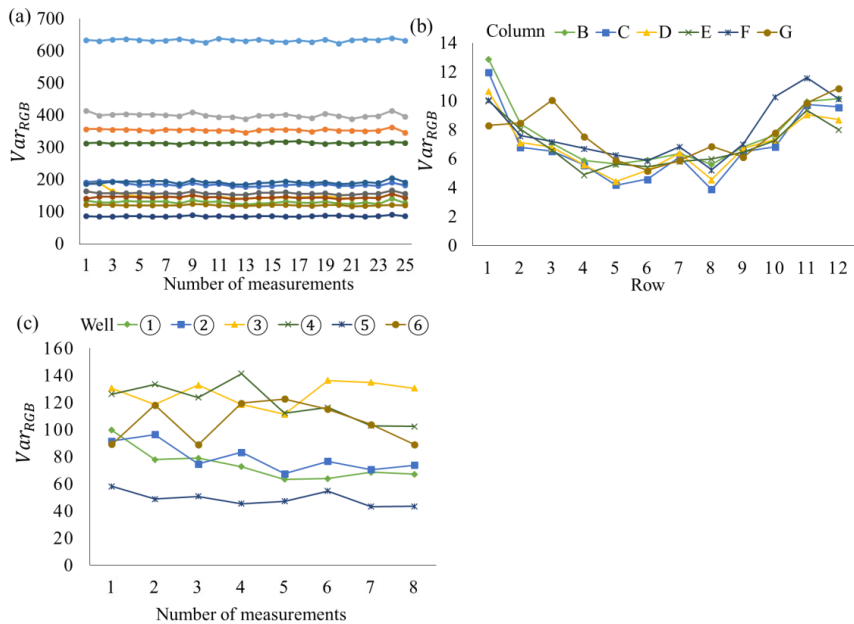 (a)
700
600
500
400
300
200
100
0
Var_RGB
1 3 5 7 9 11 13 15 17 19 21 23 25
Number of measurements
(b)
Column B C D E F G
14
12
10
8
6
4
2
0
Var_RGB
1 2 3 4 5 6 7 8 9 10 11 12
Row
(c)
Well ① ② ③ ④ ⑤ ⑥
160
140
120
100
80
60
40
20
0
Var_RGB
1 2 3 4 5 6 7 8
Number of measurements